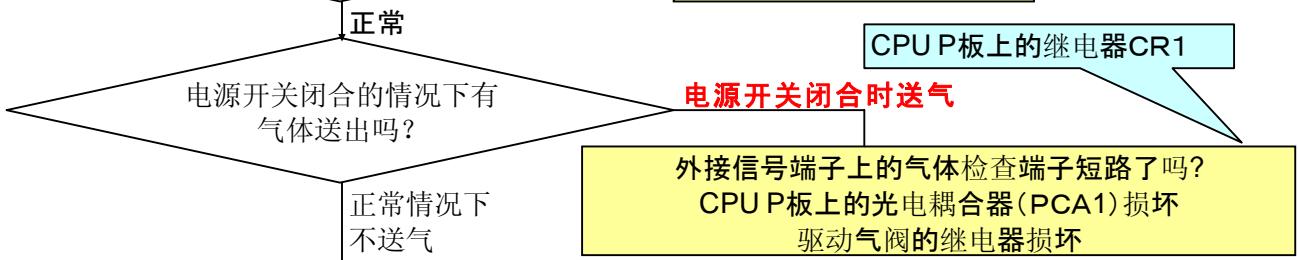 正常
CPU P板上的继电器CR1
电源开关闭合的情况下有
气体送出吗？
电源开关闭合时送气
外接信号端子上的气体检查端子短路了吗?
CPU P板上的光电耦合器(PCA1)损坏
驱动气阀的继电器损坏
正常情况下
不送气